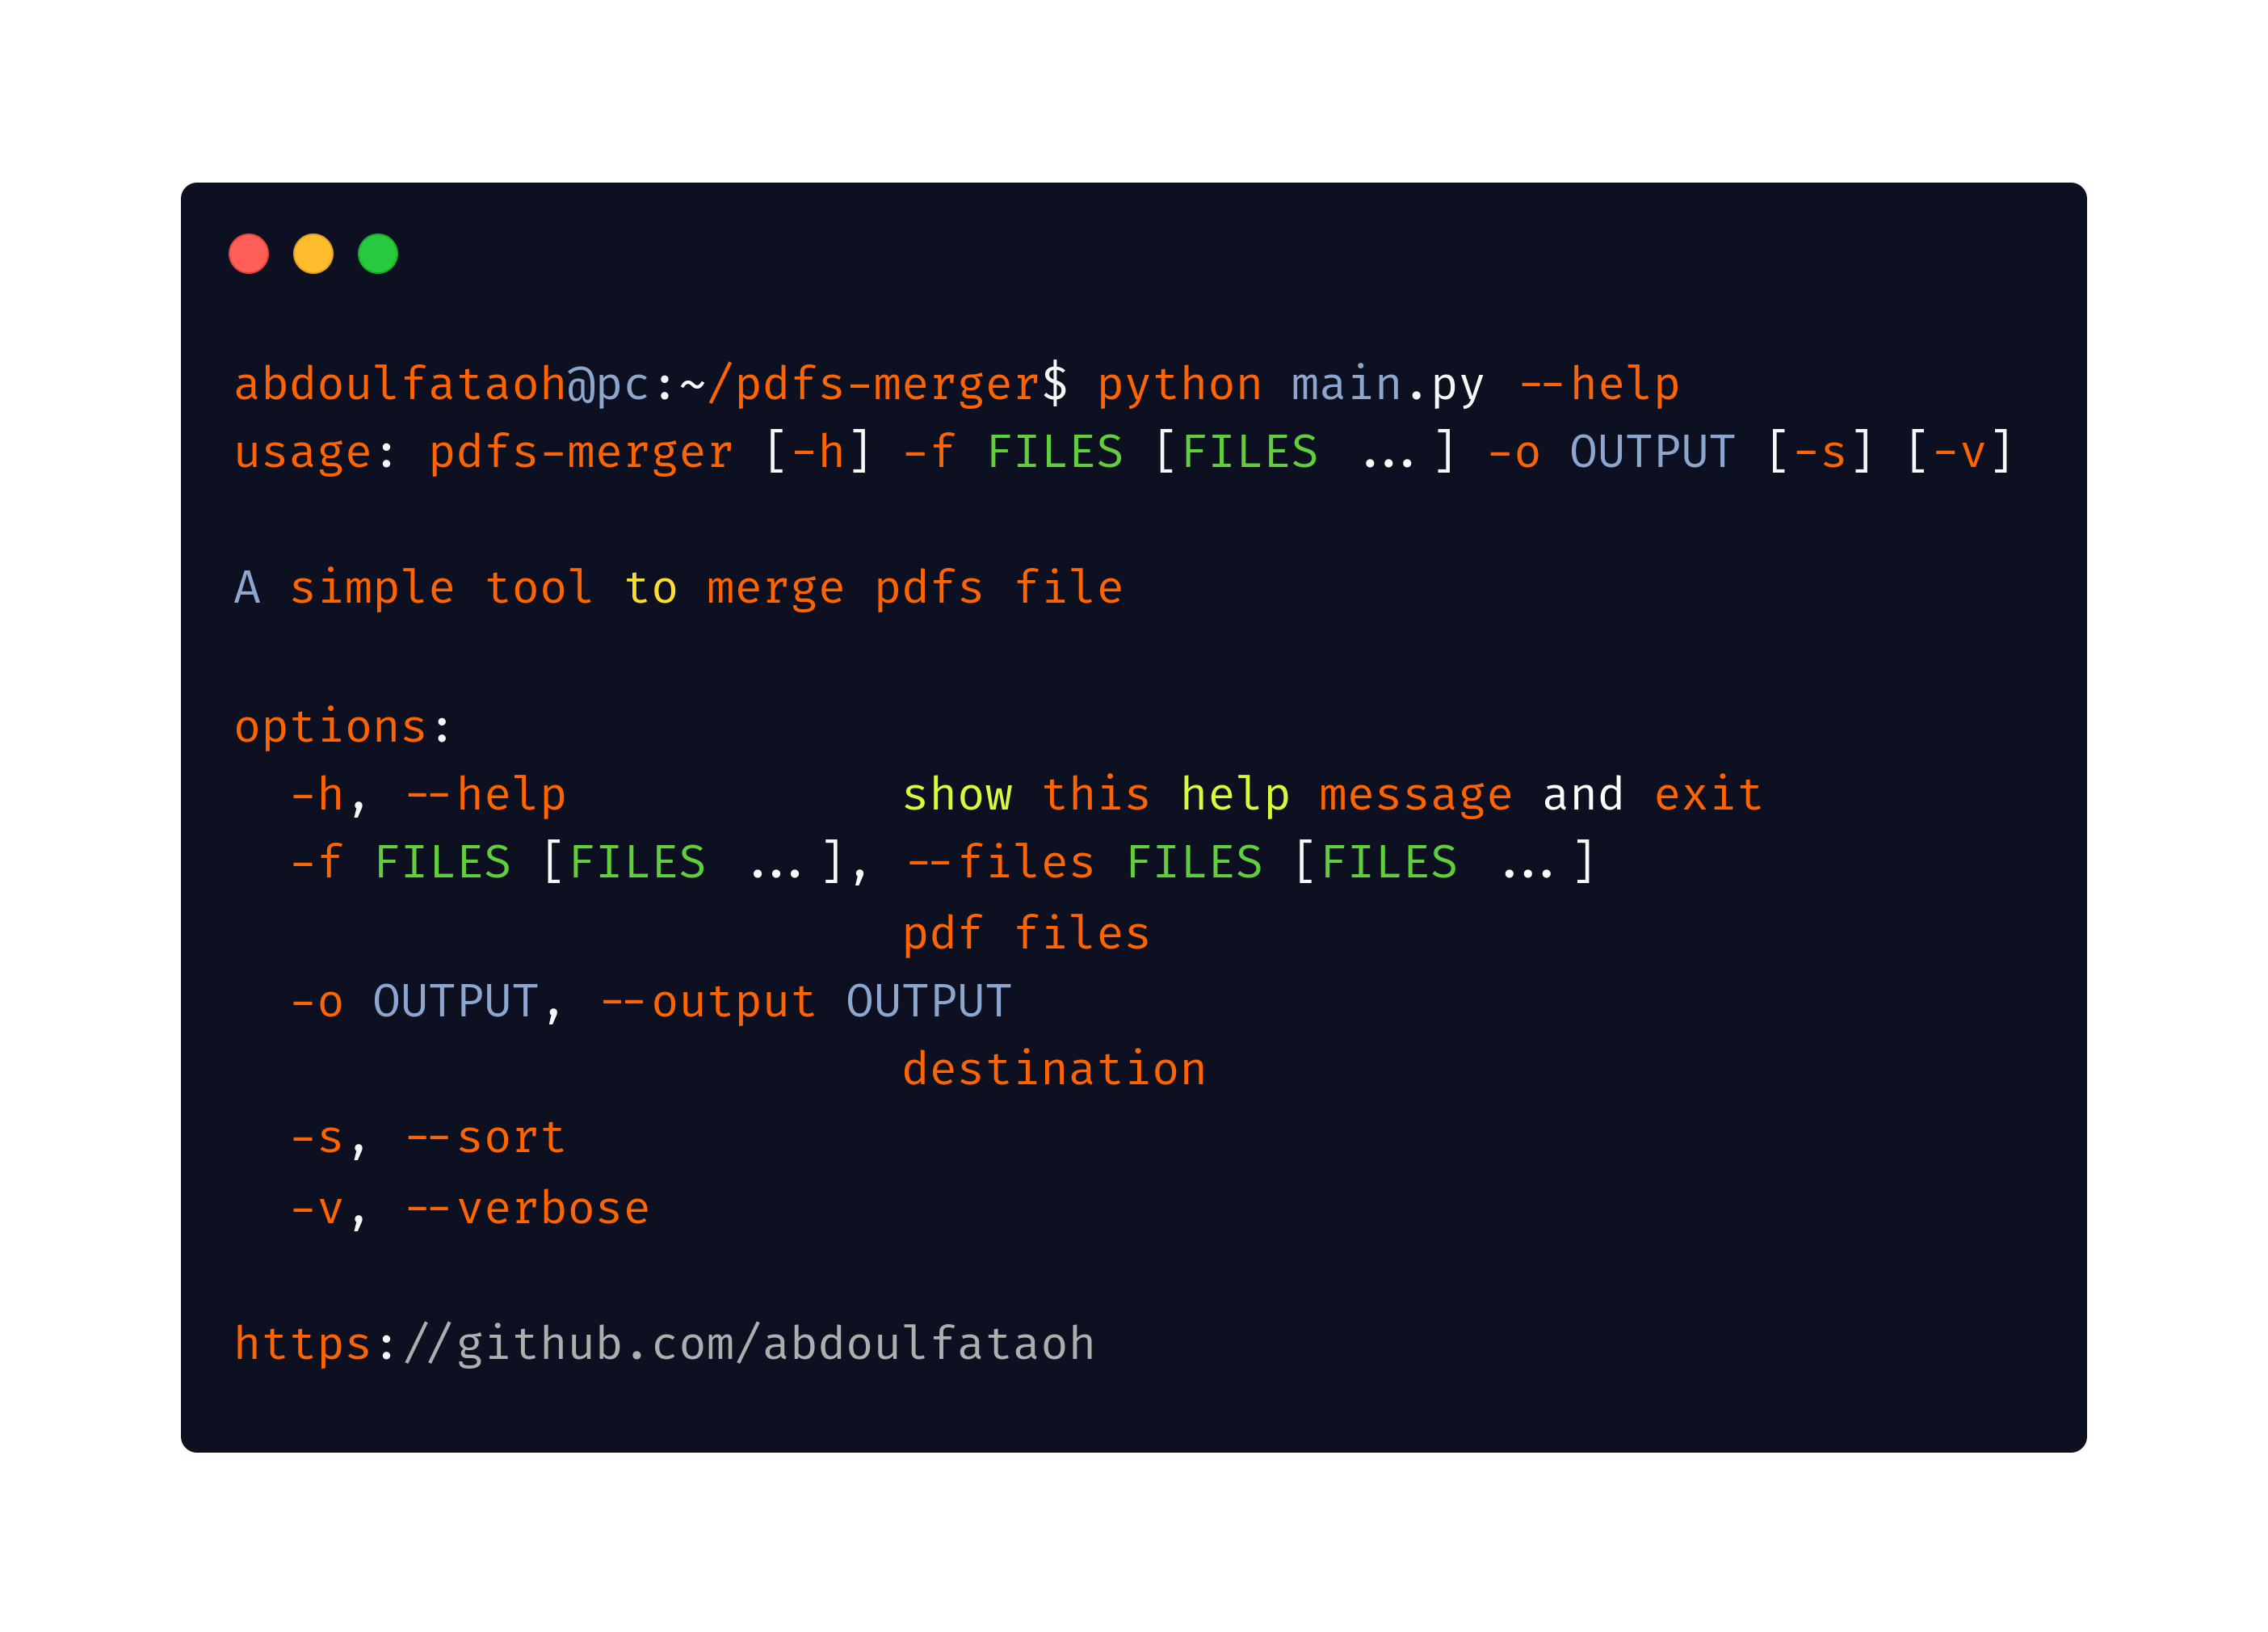 abdoulfataoh@pc:~/pdfs-merger$ python main.py --help
usage: pdfs-merger [-h] -f FILES [FILES ...] -o OUTPUT [-s] [-v]
A simple tool to merge pdfs file
options:
-h, --help show this help message and exit
-f FILES [FILES ...], --files FILES [FILES ...]
pdf files
-o OUTPUT, --output OUTPUT
destination
-s, --sort
-v, --verbose
https://github.com/abdoulfataoh